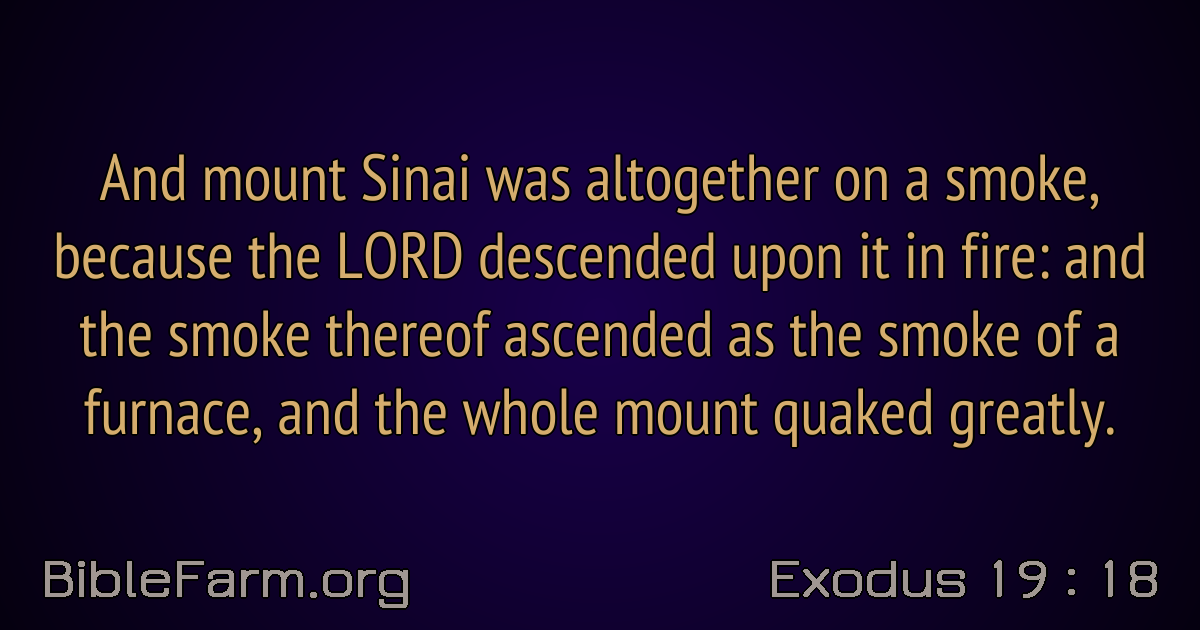 And mount Sinai was altogether on a smoke,
because the LORD descended upon it in fire: and
the smoke thereof ascended as the smoke of a
furnace, and the whole mount quaked greatly.
BibleFarm.org
Exodus 19 : 18